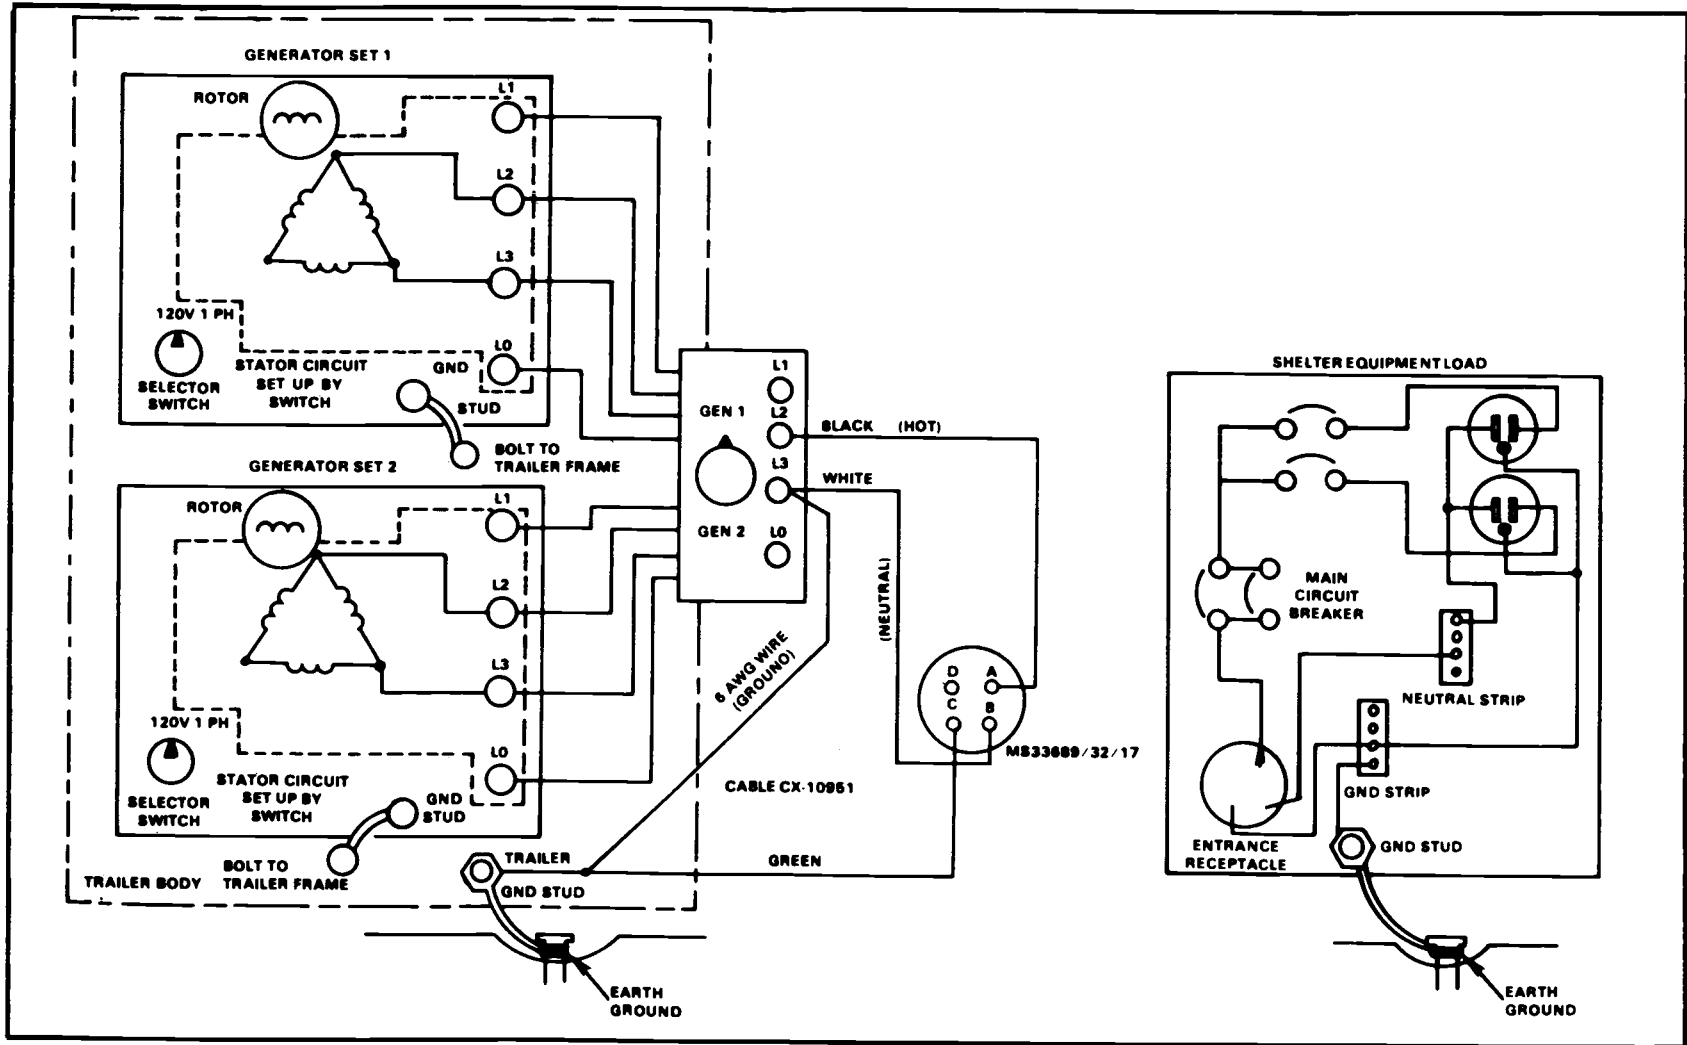 GENERATOR SET 1
ROTOR
L1
L2
L3
120V 1 PH
SELECTOR
SWITCH
STATOR CIRCUIT
SET UP BY
SWITCH
GND
STUD
L0
BOLT TO
TRAILER FRAME
GENERATOR SET 2
ROTOR
L1
L2
L3
120V 1 PH
SELECTOR
SWITCH
STATOR CIRCUIT
SET UP BY
SWITCH
GND
STUD
L0
BOLT TO
TRAILER FRAME
TRAILER BODY
TRAILER
GND STUD
EARTH
GROUND
GEN 1
GEN 2
L1
L2
L3
L0
BLACK (HOT)
WHITE
(NEUTRAL)
6 AWG WIRE
(GROUND)
D A
C B
MS33689/32/17
CABLE CX-10961
GREEN
SHELTER EQUIPMENT LOAD
MAIN
CIRCUIT
BREAKER
NEUTRAL STRIP
GND STRIP
ENTRANCE
RECEPTACLE
GND STUD
EARTH
GROUND